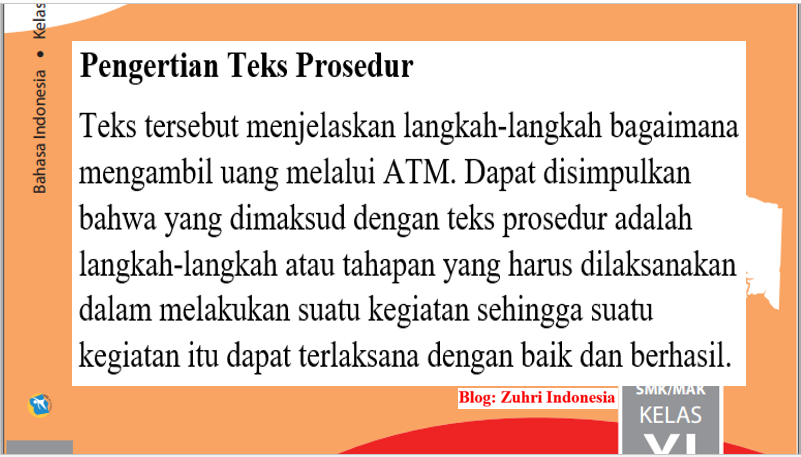 Bahasa Indonesia • Kelas
Pengertian Teks Prosedur
Teks tersebut menjelaskan langkah-langkah bagaimana
mengambil uang melalui ATM. Dapat disimpulkan
bahwa yang dimaksud dengan teks prosedur adalah
langkah-langkah atau tahapan yang harus dilaksanakan
dalam melakukan suatu kegiatan sehingga suatu
kegiatan itu dapat terlaksana dengan baik dan berhasil.
Blog: Zuhri Indonesia
SMK/MAK
KELAS
XI